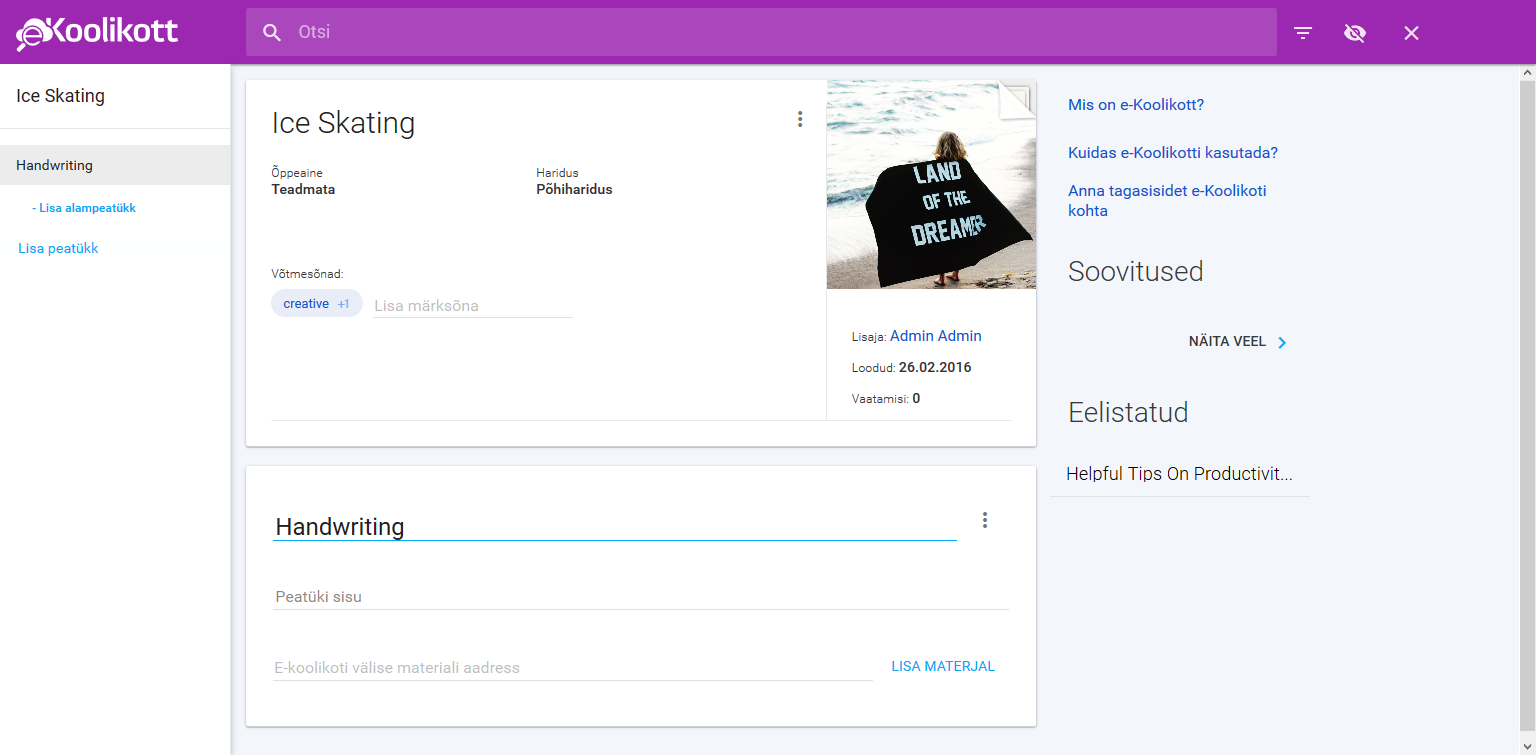 eKoolikott
Otsi
Ice Skating
Handwriting
- Lisa alampeatükk
Lisa peatükk
Ice Skating
Õppeaine
Teadmata
Haridus
Põhiharidus
Võtmesõnad:
creative +1
Lisa märksõna
LAND
OF THE
DREAMER
Lisaja: Admin Admin
Loodud: 26.02.2016
Vaatamisi: 0
Handwriting
Peatüki sisu
E-koolikoti välise materiali aadress
LISA MATERJAL
Mis on e-Koolikott?
Kuidas e-Koolikotti kasutada?
Anna tagasisidet e-Koolikoti
kohta
Soovitused
NÄITA VEEL
Eelistatud
Helpful Tips On Productivit...